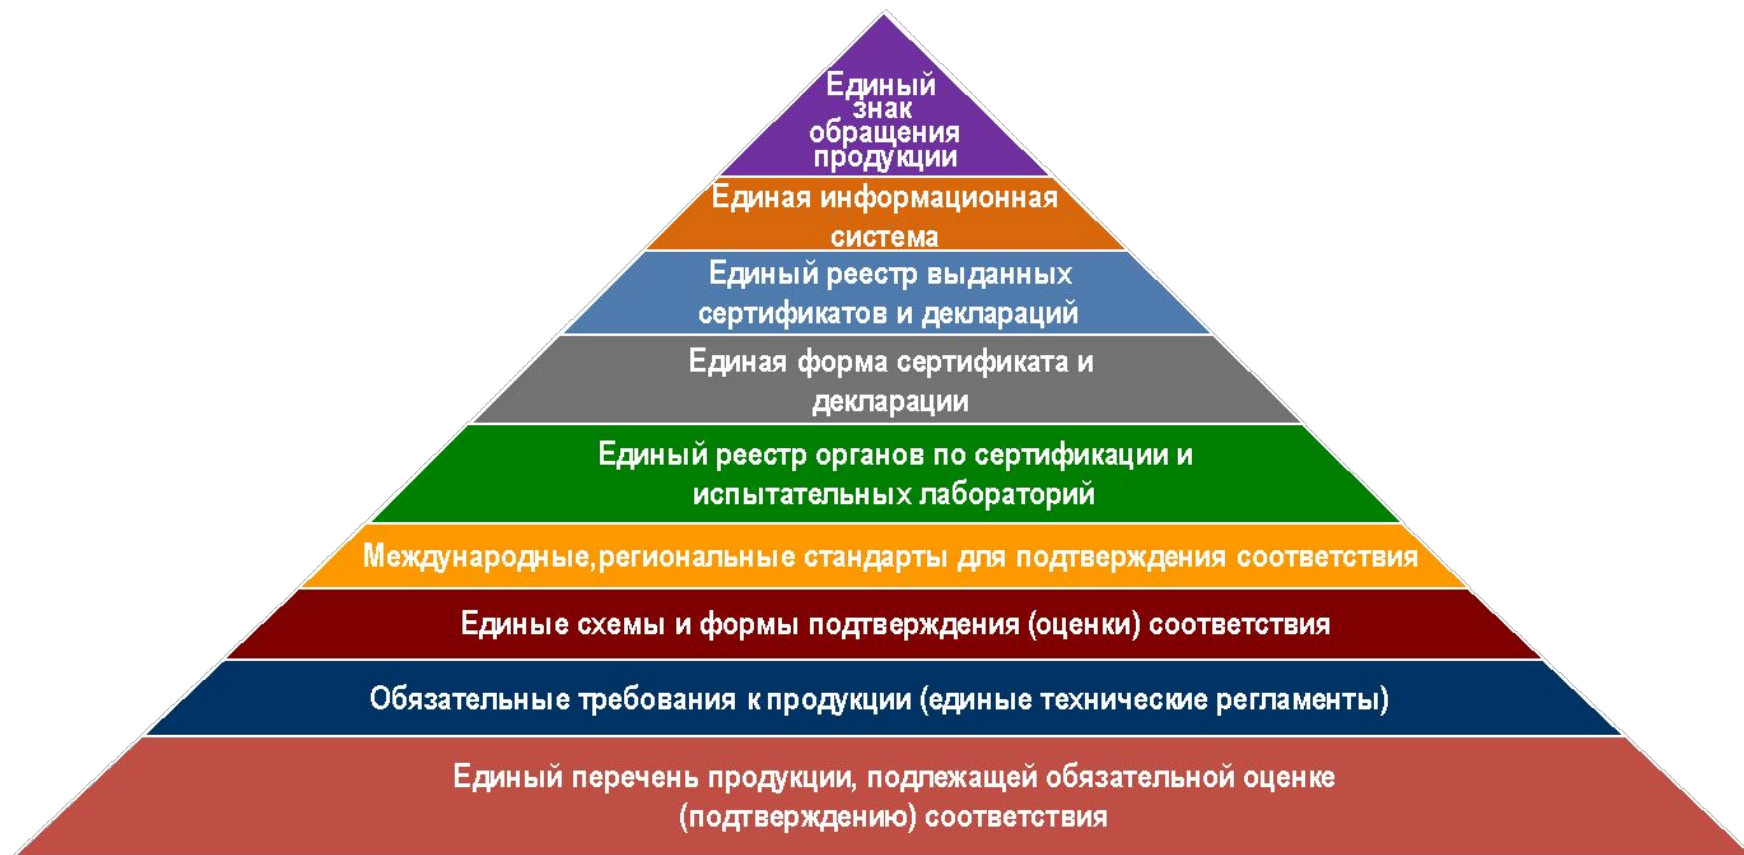 Единый
знак
обращения
продукции
Единая информационная
система
Единый реестр выданных
сертификатов и деклараций
Единая форма сертификата и
декларации
Единый реестр органов по сертификации и
испытательных лабораторий
Международные,региональные стандарты для подтверждения соответствия
Единые схемы и формы подтверждения (оценки) соответствия
Обязательные требования к продукции (единые технические регламенты)
Единый перечень продукции, подлежащей обязательной оценке
(подтверждению) соответствия